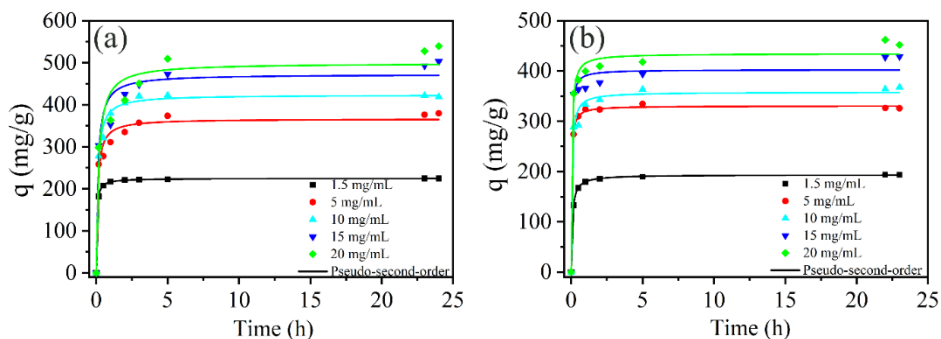 (a)
q (mg/g)
600
500
400
300
200
100
0
1.5 mg/mL
5 mg/mL
10 mg/mL
15 mg/mL
20 mg/mL
Pseudo-second-order
0 5 10 15 20 25
Time (h)
(b)
q (mg/g)
500
400
300
200
100
0
1.5 mg/mL
5 mg/mL
10 mg/mL
15 mg/mL
20 mg/mL
Pseudo-second-order
0 5 10 15 20 25
Time (h)